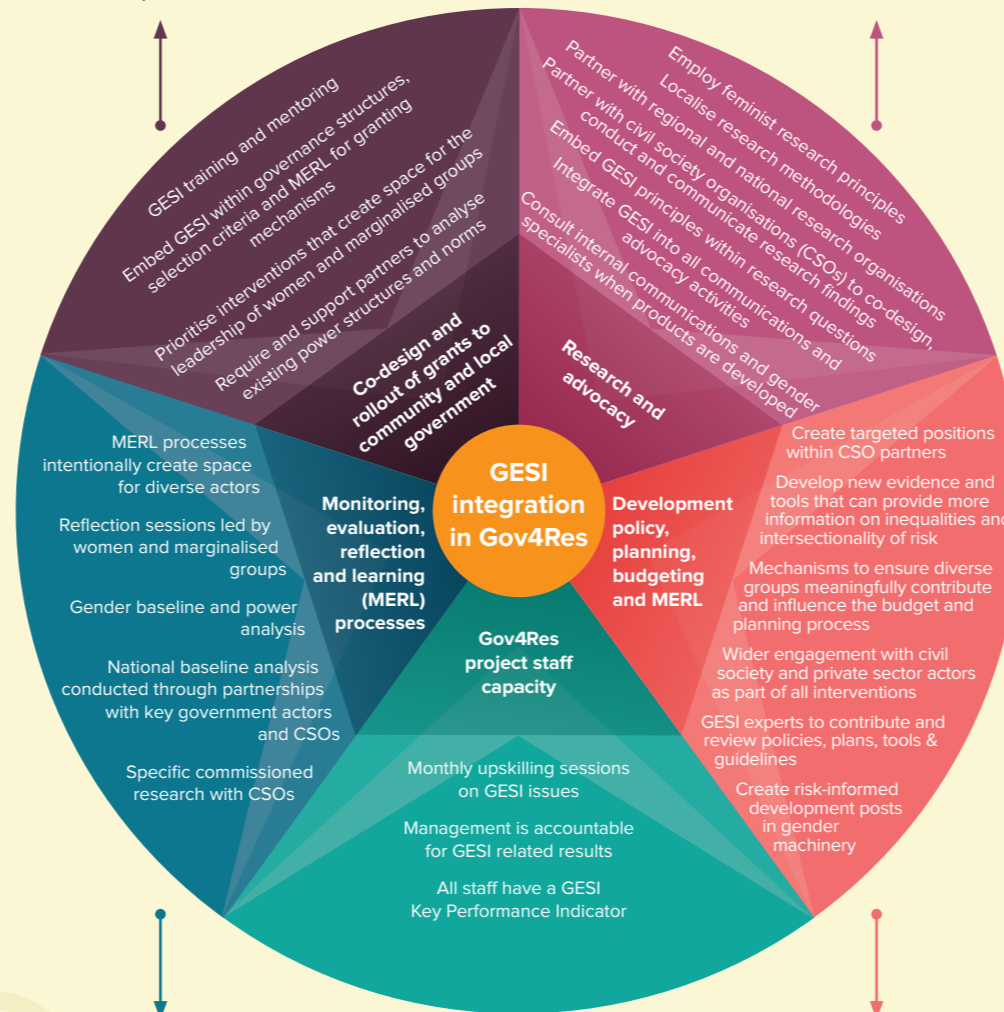 GESI training and mentoring
Embed GESI within governance structures,
selection criteria and MERL for granting
mechanisms
Prioritise interventions that create space for the
leadership of women and marginalised groups
Require and support partners to analyse
existing power structures and norms
Co-design and
rollout of grants to
community and local
government
Employ feminist research principles
Localise research methodologies
Partner with regional and national research organisations
Partner with civil society organisations (CSOs) to co-design,
conduct and communicate research findings
Embed GESI principles within research questions
Integrate GESI into all communications and
advocacy activities
Consult internal communications and gender
specialists when products are developed
Research and
advocacy
GESI
integration
in Gov4Res
Development
policy,
planning,
budgeting
and MERL
Create targeted positions
within CSO partners
Develop new evidence and
tools that can provide more
information on inequalities and
intersectionality of risk
Mechanisms to ensure diverse
groups meaningfully contribute
and influence the budget and
planning process
Wider engagement with civil
society and private sector actors
as part of all interventions
GESI experts to contribute and
review policies, plans, tools &
guidelines
Create risk-informed
development posts
in gender
machinery
Gov4Res
project staff
capacity
Monthly upskilling sessions
on GESI issues
Management is accountable
for GESI related results
All staff have a GESI
Key Performance Indicator
Monitoring,
evaluation,
reflection
and learning
(MERL)
processes
MERL processes
intentionally create space
for diverse actors
Reflection sessions led by
women and marginalised
groups
Gender baseline and power
analysis
National baseline analysis
conducted through partnerships
with key government actors
and CSOs
Specific commissioned
research with CSOs